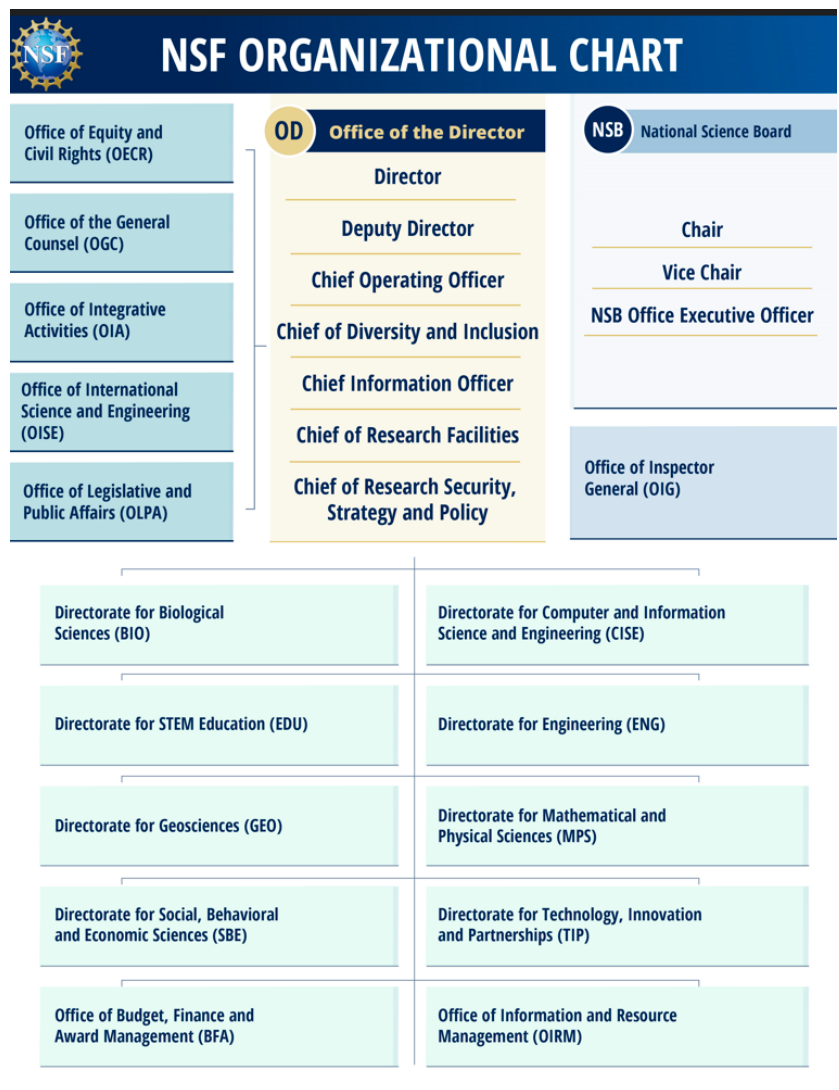 NSF
NSF ORGANIZATIONAL CHART
Office of Equity and
Civil Rights (OECR)
Office of the General
Counsel (OGC)
Office of Integrative
Activities (OIA)
Office of International
Science and Engineering
(OISE)
Office of Legislative and
Public Affairs (OLPA)
OD
Office of the Director
Director
Deputy Director
Chief Operating Officer
Chief of Diversity and Inclusion
Chief Information Officer
Chief of Research Facilities
Chief of Research Security,
Strategy and Policy
NSB
National Science Board
Chair
Vice Chair
NSB Office Executive Officer
Office of Inspector
General (OIG)
Directorate for Biological
Sciences (BIO)
Directorate for Computer and Information
Science and Engineering (CISE)
Directorate for STEM Education (EDU)
Directorate for Engineering (ENG)
Directorate for Geosciences (GEO)
Directorate for Mathematical and
Physical Sciences (MPS)
Directorate for Social, Behavioral
and Economic Sciences (SBE)
Directorate for Technology, Innovation
and Partnerships (TIP)
Office of Budget, Finance and
Award Management (BFA)
Office of Information and Resource
Management (OIRM)